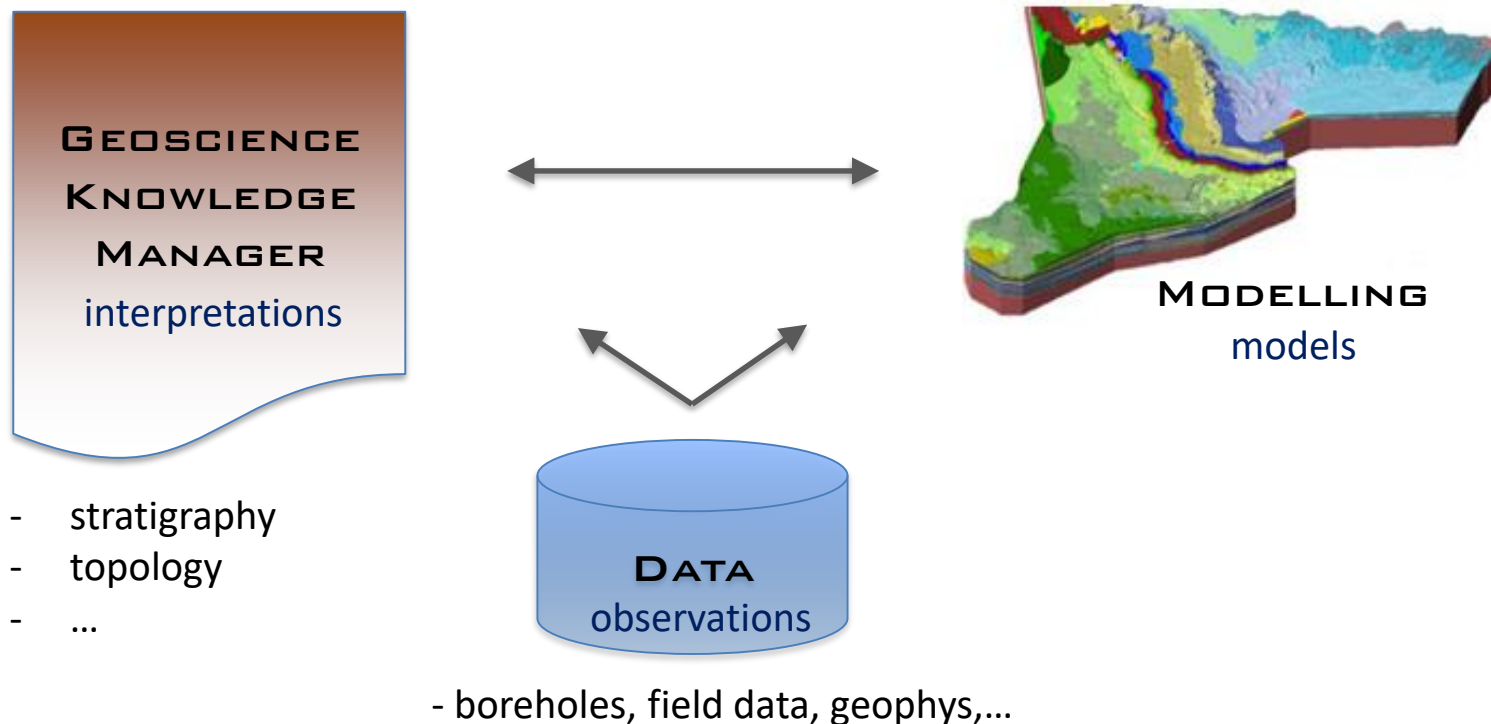 GEOSCIENCE
KNOWLEDGE
MANAGER
interpretations
MODELLING
models
- stratigraphy
- topology
- …
DATA
observations
- boreholes, field data, geophys,…